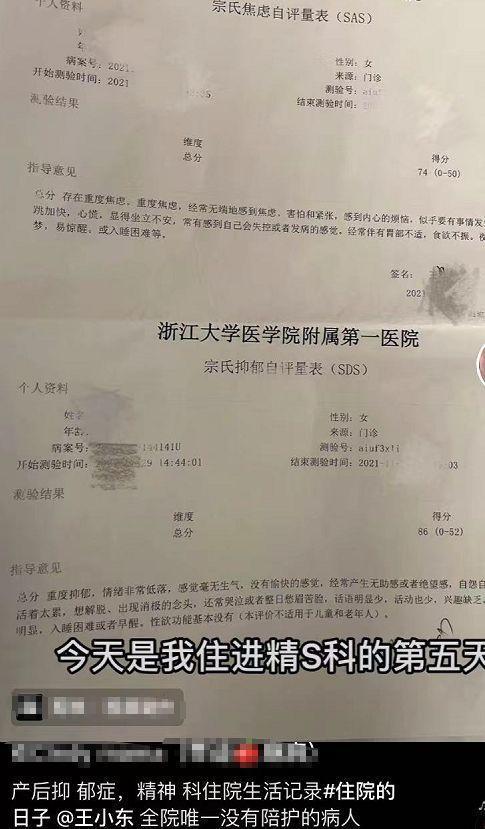 个人资料
宗氏焦虑自评量表（SAS）
病案号：2021
性别：女
来源：门诊
开始测验时间：2021
测验号：aiuf
结束测验时间：
测验结果
维度
得分
总分
74（0-50）
指导意见
总分 存在重度焦虑，重度焦虑，经常无端地感到焦虑、害怕和紧张，感到内心的烦恼，似乎要有事情发生
跳加快，心慌，显得坐立不安，常有感到自己会失控或者发病的感觉。经常伴有胃部不适，食欲不振。
梦，易惊醒，或入睡困难等。
签名：
202
浙江大学医学院附属第一医院
宗氏抑郁自评量表（SDS）
个人资料
性别：女
年龄
来源：门诊
病案号：144141U
测验号：aiuf3x1i
开始测验时间：29 14:44:01
结束测验时间：2021-
03
测验结果
维度
得分
总分
86（0-52）
指导意见
总分 重度抑郁，情绪非常低落，感觉毫无生气，没有愉快的感觉，经常产生无助感或者绝望感，自怨自
活着太累，想解脱、出现消极的念头，还常哭泣或者整日愁眉苦脸，话语明显少，活动也少，兴趣缺乏，
明显，入睡困难或者早醒。性欲功能基本没有（本评价不适用于儿童和老年人）。
今天是我住进精S科的第五天
产后抑 郁症，精神 科住院生活记录#住院的
日子 @王小东 全院唯一没有陪护的病人